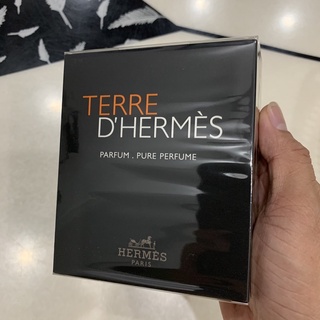 TERRE
D'HERMÈS
PARFUM . PURE PERFUME
HERMÈS
PARIS